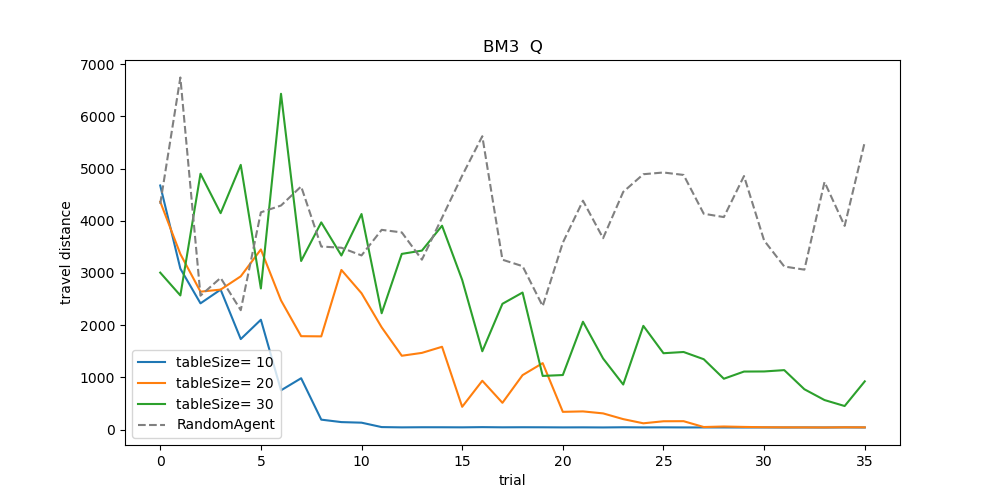 BM3 Q
7000
6000
5000
4000
3000
2000
1000
0
travel distance
tableSize= 10
tableSize= 20
tableSize= 30
RandomAgent
0 5 10 15 20 25 30 35
trial